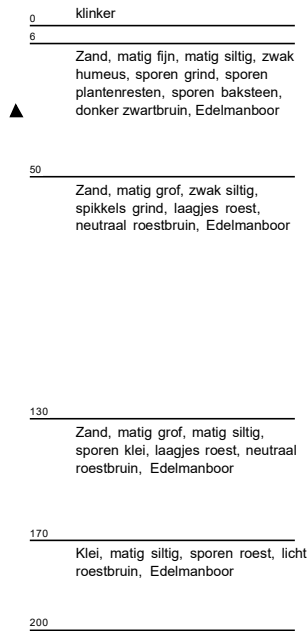 klinker
0
6
Zand, matig fijn, matig siltig, zwak
humeus, sporen grind, sporen
plantenresten, sporen baksteen,
donker zwartbruin, Edelmanboor
50
Zand, matig grof, zwak siltig,
spikkels grind, laagjes roest,
neutraal roestbruin, Edelmanboor
130
Zand, matig grof, matig siltig,
sporen klei, laagjes roest, neutraal
roestbruin, Edelmanboor
170
Klei, matig siltig, sporen roest, licht
roestbruin, Edelmanboor
200